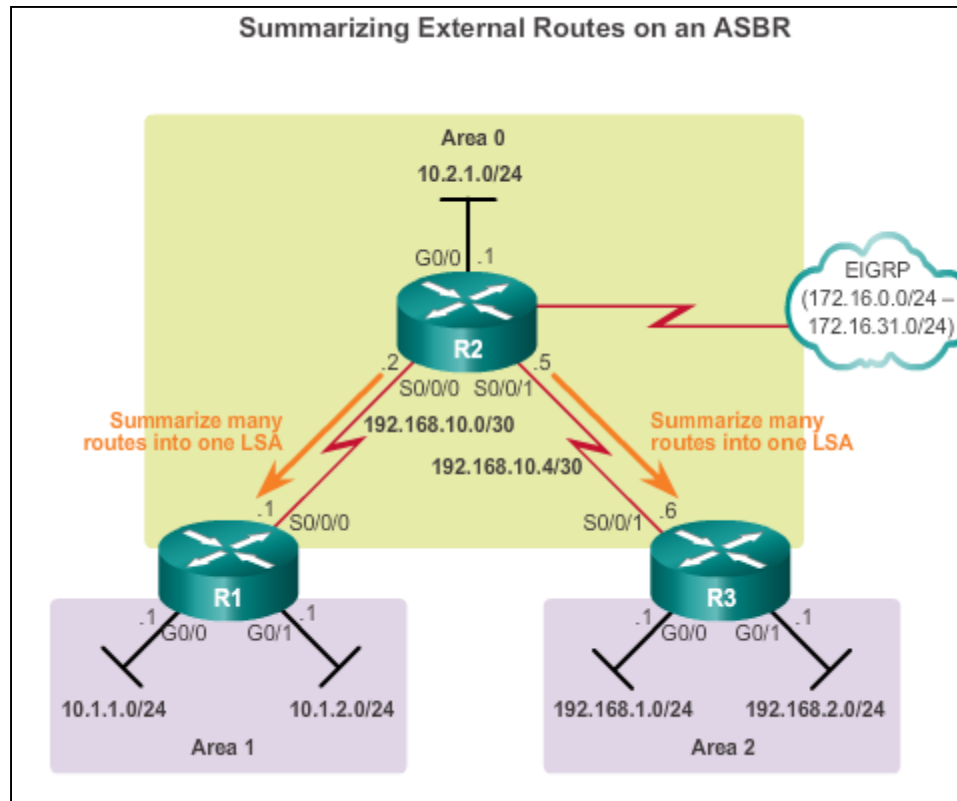 Summarizing External Routes on an ASBR
Area 0
10.2.1.0/24
G0/0
.1
EIGRP
(172.16.0.0/24 –
172.16.31.0/24)
R2
.2
.5
S0/0/0
S0/0/1
Summarize many
routes into one LSA
192.168.10.0/30
Summarize many
routes into one LSA
192.168.10.4/30
.1
S0/0/0
S0/0/1
.6
R1
R3
.1
G0/0
G0/1
.1
.1
G0/0
G0/1
.1
10.1.1.0/24
10.1.2.0/24
192.168.1.0/24
192.168.2.0/24
Area 1
Area 2